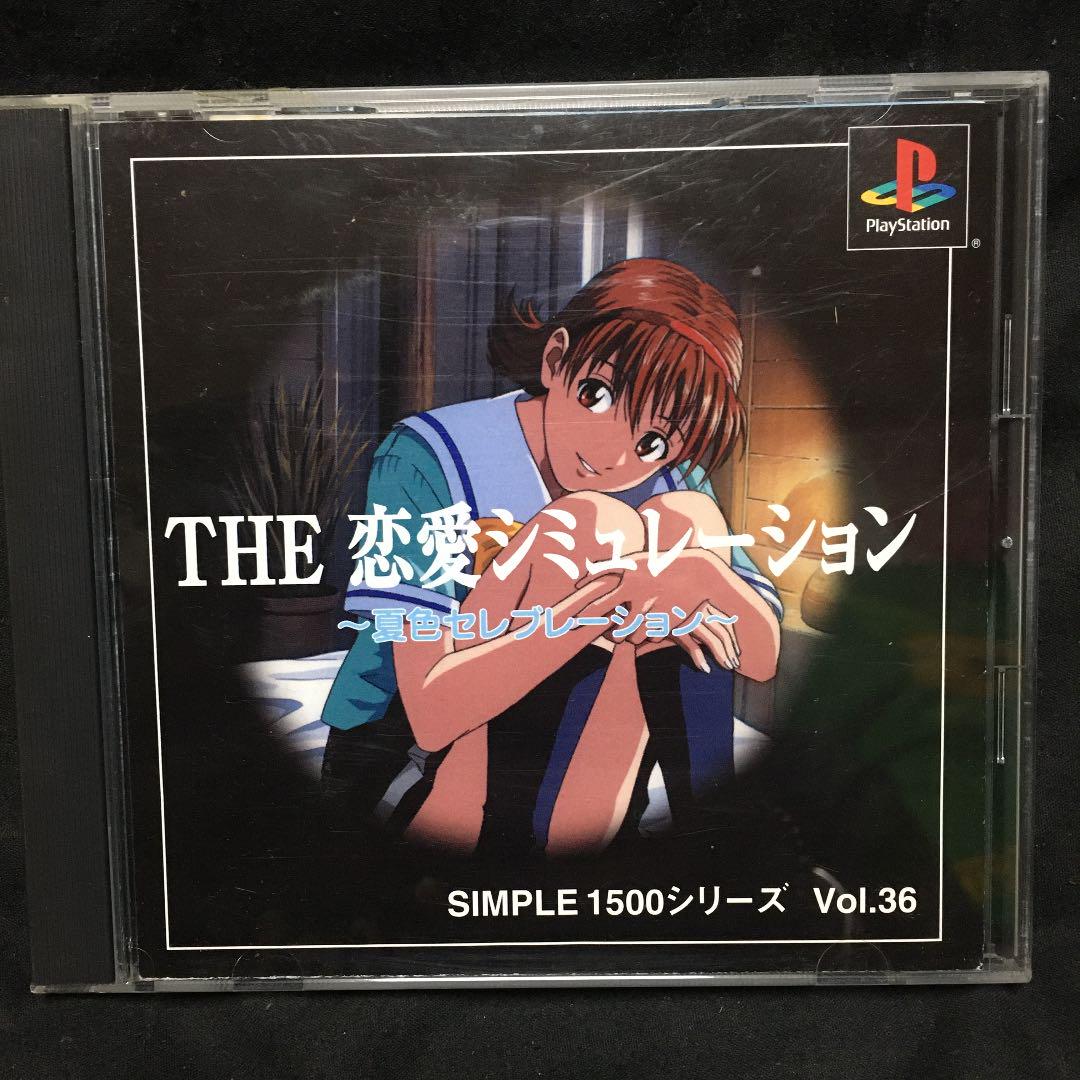 PlayStation
®
THE 恋愛シミュレーション
～夏色セレブレーション～
SIMPLE 1500シリーズ Vol.36